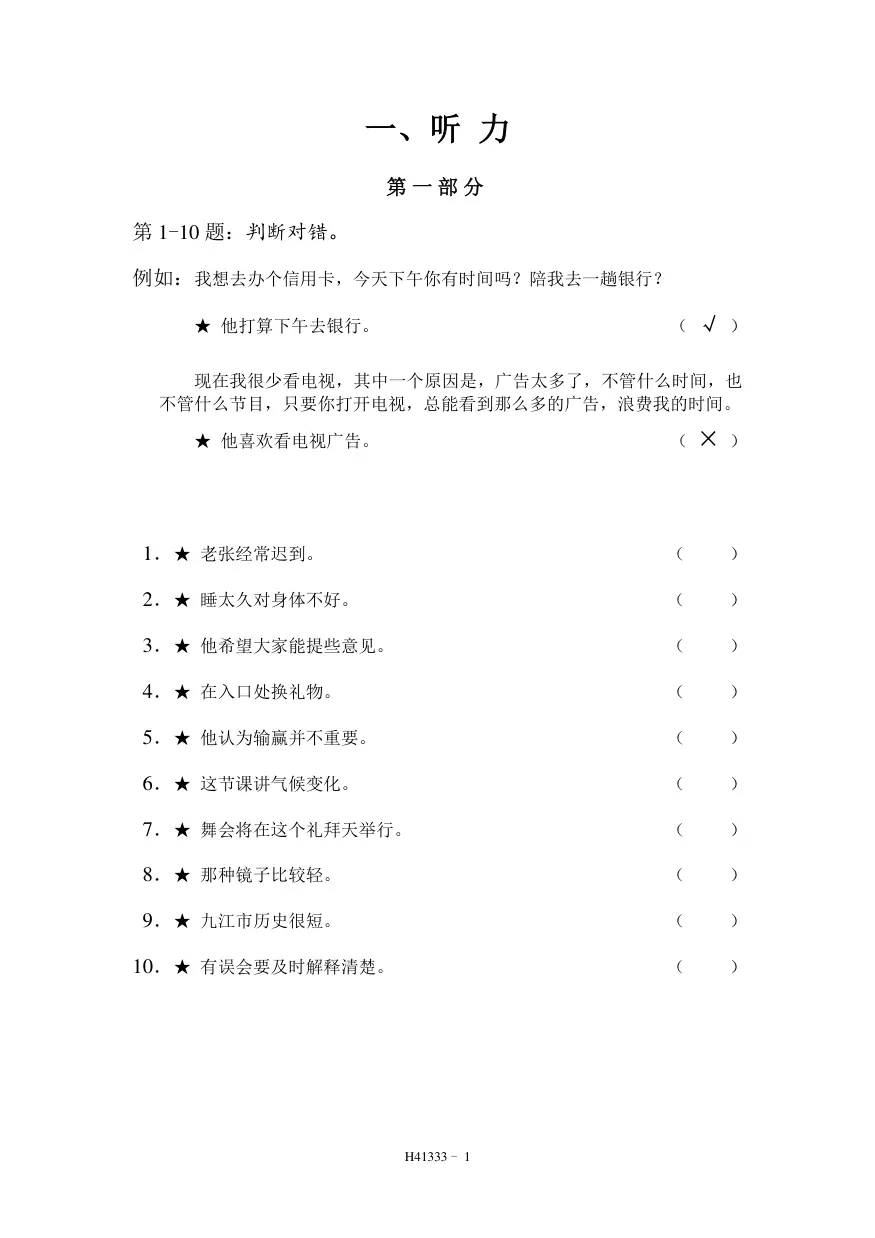 一、听 力
第 一 部 分
第 1-10 题：判断对错。
例如：我想去办个信用卡，今天下午你有时间吗？陪我去一趟银行？
★ 他打算下午去银行。 （ √ ）
现在我很少看电视，其中一个原因是，广告太多了，不管什么时间，也
不管什么节目，只要你打开电视，总能看到那么多的广告，浪费我的时间。
★ 他喜欢看电视广告。 （ × ）
1．★ 老张经常迟到。 （ ）
2．★ 睡太久对身体不好。 （ ）
3．★ 他希望大家能提些意见。 （ ）
4．★ 在入口处换礼物。 （ ）
5．★ 他认为输赢并不重要。 （ ）
6．★ 这节课讲气候变化。 （ ）
7．★ 舞会将在这个礼拜天举行。 （ ）
8．★ 那种镜子比较轻。 （ ）
9．★ 九江市历史很短。 （ ）
10．★ 有误会要及时解释清楚。 （ ）
H41333－ 1